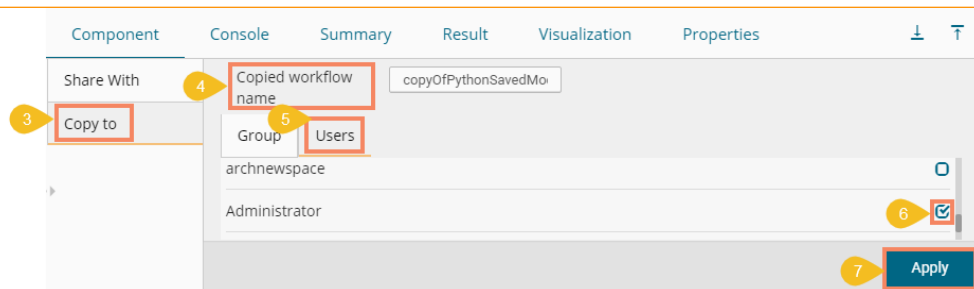 Component Console Summary Result Visualization Properties
Share With
4 Copied workflow
name
copyOfPythonSavedMo
3 Copy to
5
Group Users
archnewspace
Administrator
6
7 Apply